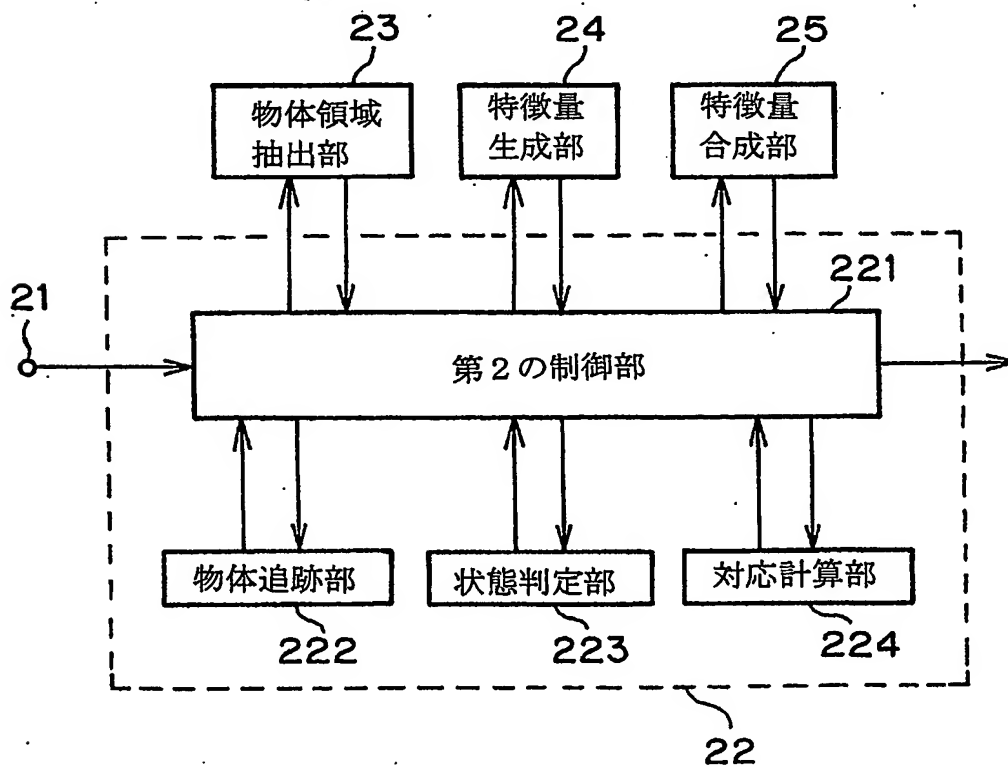 23
24
25
物体領域
抽出部
特徴量
生成部
特徴量
合成部
221
21
第2の制御部
物体追跡部
状態判定部
対応計算部
222
223
224
22